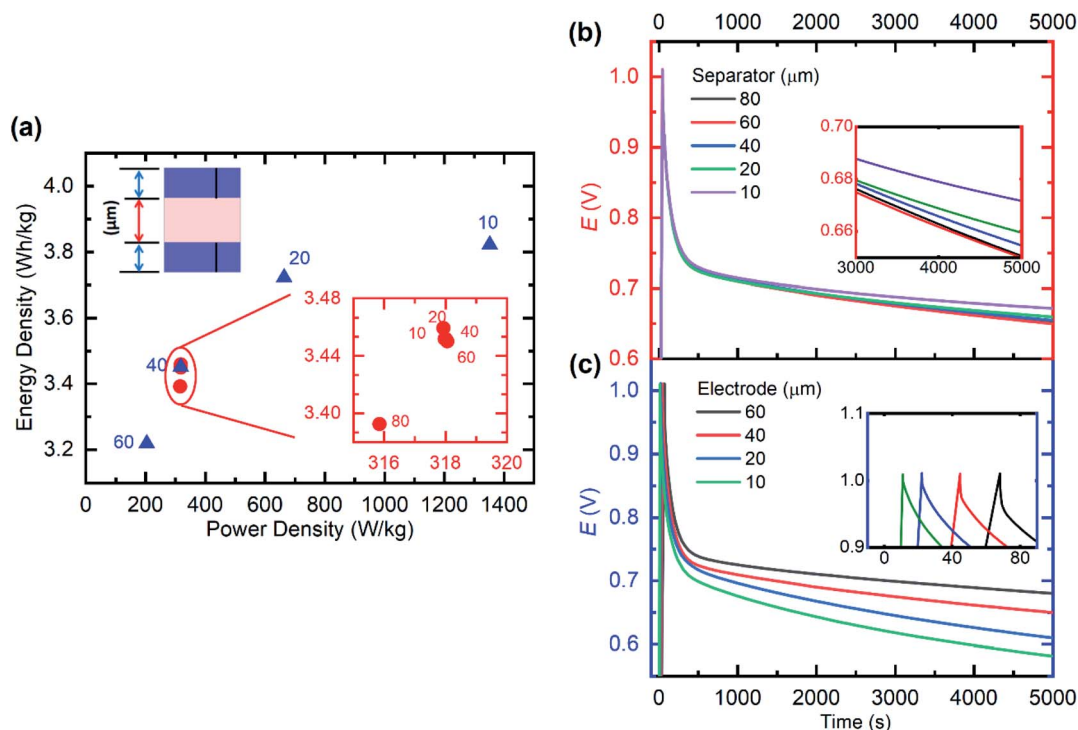 (a)
Energy Density (Wh/kg)
4.0
3.8
3.6
3.4
3.2
0 200 400 600 800 1000 1200 1400
Power Density (W/kg)
(μm)
10
20
40
60
3.48
3.44
3.40
316 318 320
20
10 40
60
80
(b)
0 1000 2000 3000 4000 5000
E (V)
1.0
0.9
0.8
0.7
0.6
Separator (μm)
80
60
40
20
10
0.70
0.68
0.66
3000 4000 5000
(c)
E (V)
1.0
0.9
0.8
0.7
0.6
Electrode (μm)
60
40
20
10
1.1
1.0
0.9
0 40 80
0 1000 2000 3000 4000 5000
Time (s)